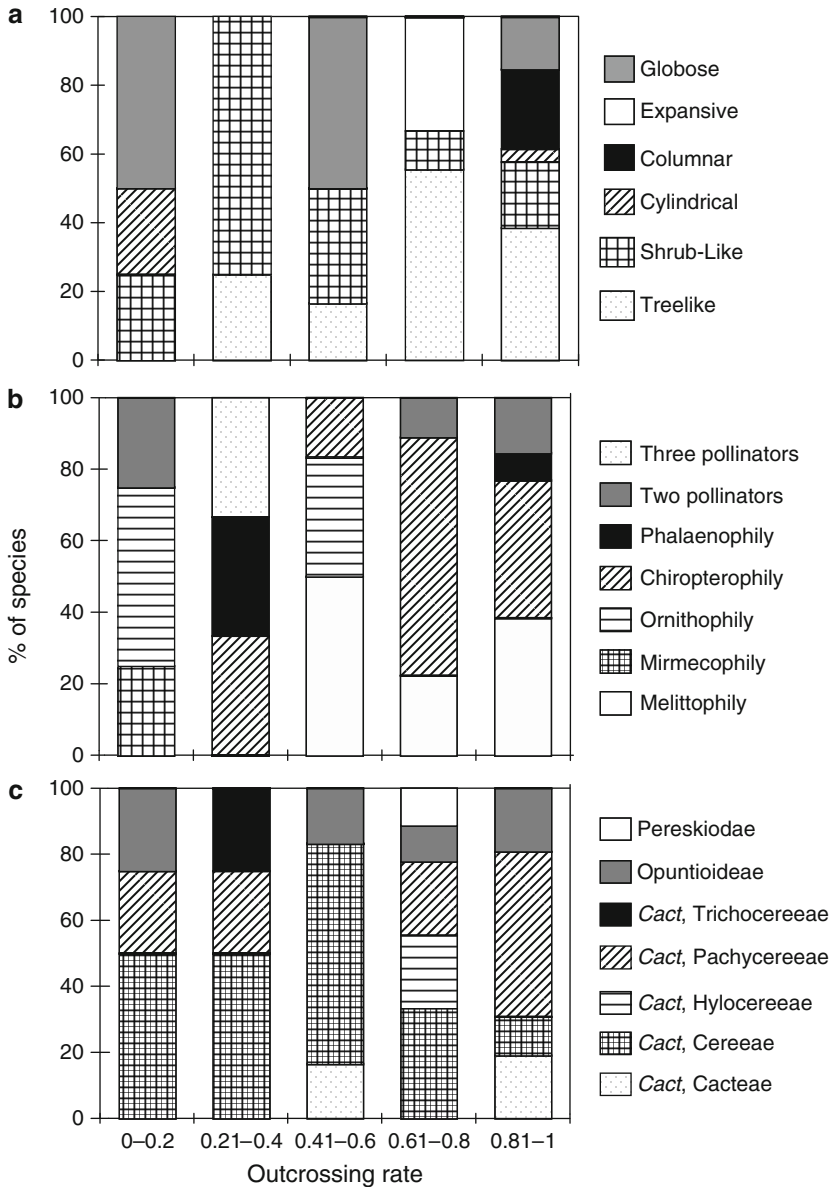 a
100
80
60
40
20
0
Globose
Expansive
Columnar
Cylindrical
Shrub-Like
Treelike
% of species
b
100
80
60
40
20
0
Three pollinators
Two pollinators
Phalaenophily
Chiropterophily
Ornithophily
Mirmecophily
Melittophily
c
100
80
60
40
20
0
Pereskiodae
Opuntioideae
Cact, Trichocereeae
Cact, Pachycereeae
Cact, Hylocereeae
Cact, Cereeae
Cact, Cacteae
0–0.2 0.21–0.4 0.41–0.6 0.61–0.8 0.81–1
Outcrossing rate